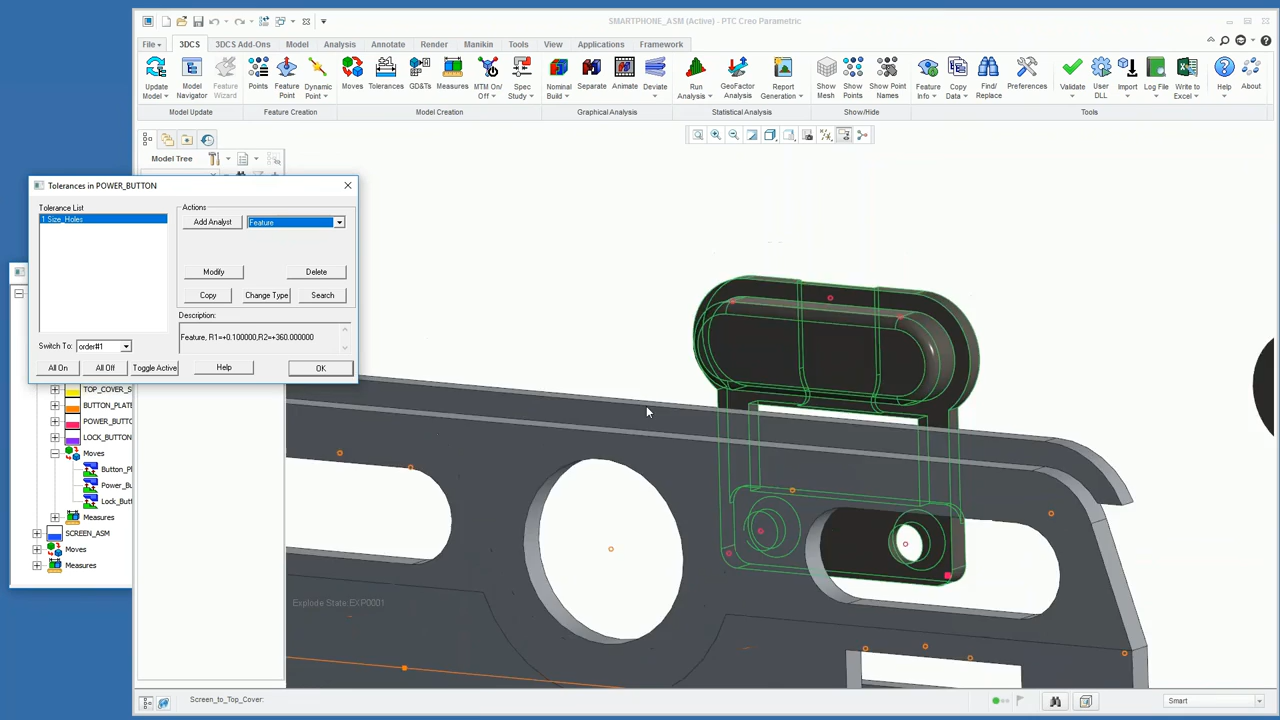 SMARTPHONE_ASM (Active) - PTC Creo Parametric
File 3DCS 3DCS Add-Ons Model Analysis Annotate Render Manikin Tools View Applications Framework
Update Model
Model Navigator
Feature Wizard
Points
Feature Point
Dynamic Point
Moves
Tolerances
GD&Ts
Measures
MTM On/Off
Spec Study
Nominal Build
Separate
Animate
Deviate
Run Analysis
GeoFactor Analysis
Report Generation
Show Mesh
Show Points
Show Point Names
Feature Info
Copy Data
Find/Replace
Preferences
Validate
User DLL
Import
Log File
Write to Excel
Help
About
Model Update
Feature Creation
Model Creation
Graphical Analysis
Statistical Analysis
Show/Hide
Tools
Model Tree
Tolerances in POWER_BUTTON
Tolerance List
1 Size_Holes
Actions
Add Analyst
Feature
Modify
Delete
Copy
Change Type
Search
Description:
Feature, R1=+0.100000,R2=+360.000000
Switch To:
order#1
All On
All Off
Toggle Active
Help
OK
TOP_COVER_S
BUTTON_PLATE
POWER_BUTTO
LOCK_BUTTON
Moves
Button_Pl
Power_Bu
Lock_Butt
Measures
SCREEN_ASM
Moves
Measures
Explode State:EXP0001
Screen_to_Top_Cover:
Smart